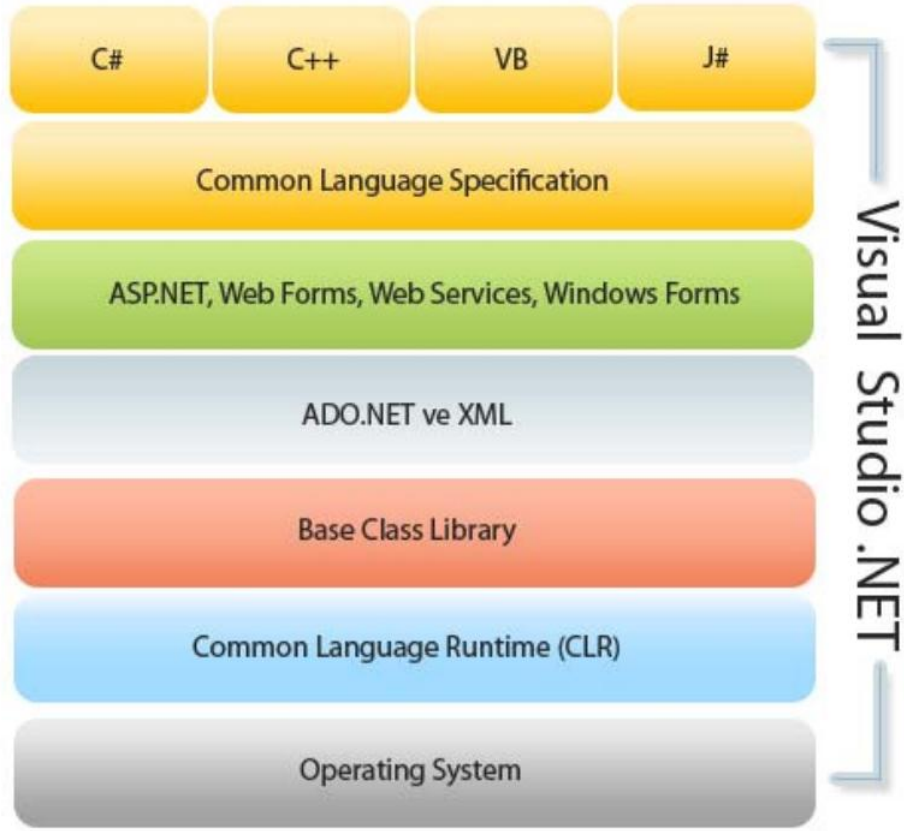 C#
C++
VB
J#
Common Language Specification
ASP.NET, Web Forms, Web Services, Windows Forms
ADO.NET ve XML
Base Class Library
Common Language Runtime (CLR)
Operating System
Visual Studio .NET